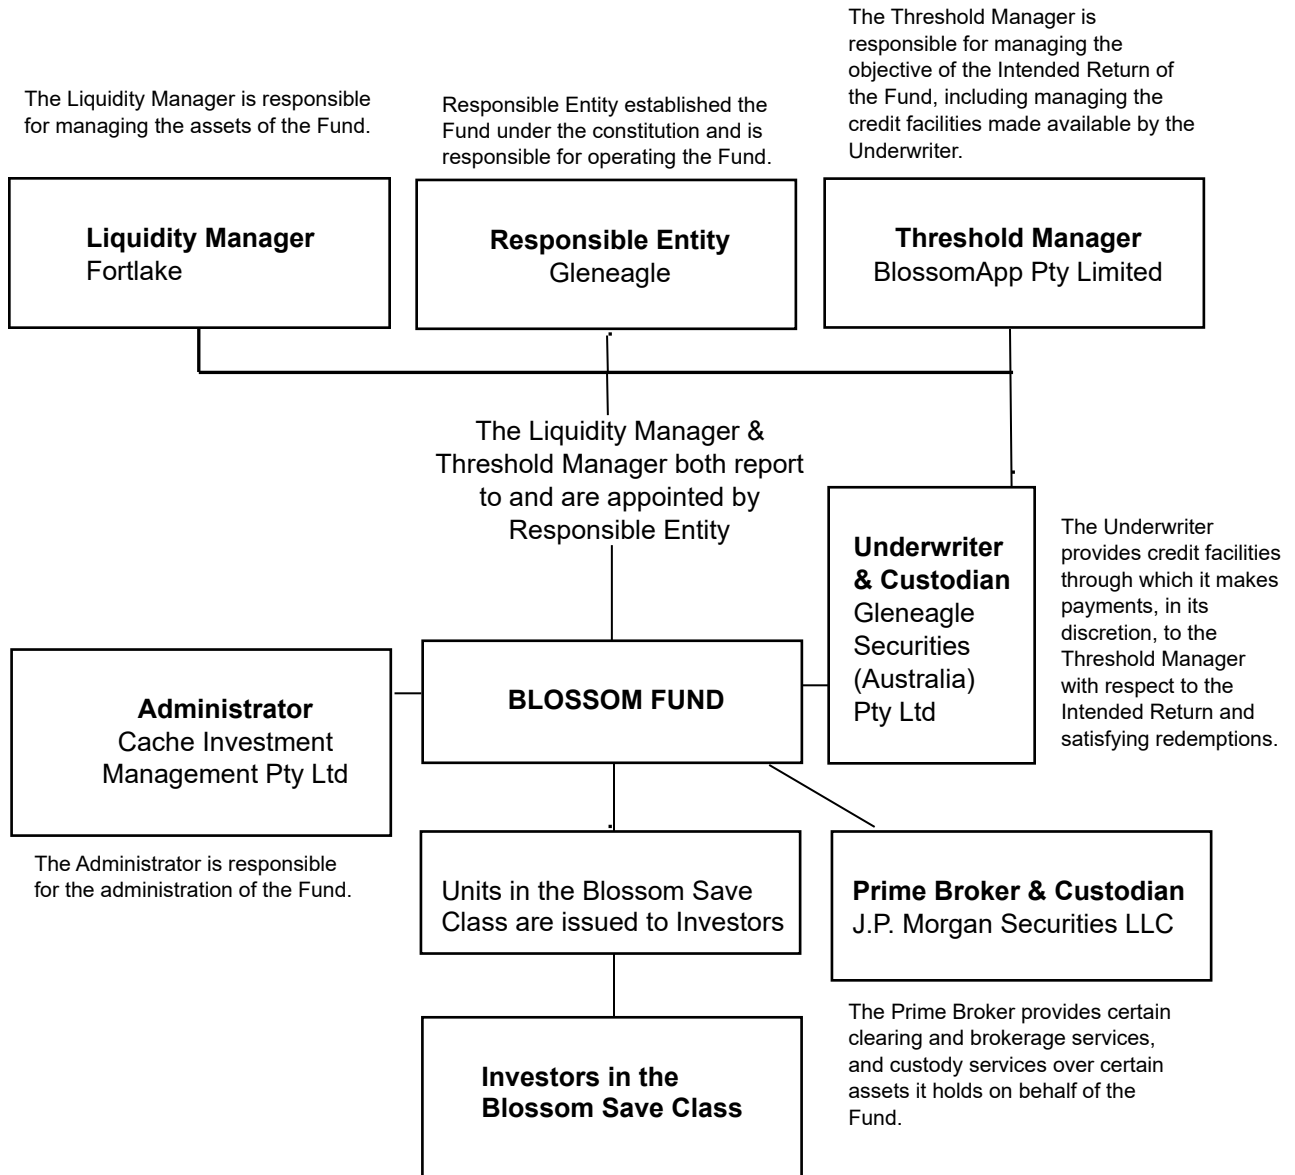 The Threshold Manager is
responsible for managing the
objective of the Intended Return of
the Fund, including managing the
credit facilities made available by the
Underwriter.
The Liquidity Manager is responsible
for managing the assets of the Fund.
Responsible Entity established the
Fund under the constitution and is
responsible for operating the Fund.
Liquidity Manager
Fortlake
Responsible Entity
Gleneagle
Threshold Manager
BlossomApp Pty Limited
The Liquidity Manager &
Threshold Manager both report
to and are appointed by
Responsible Entity
Underwriter
& Custodian
Gleneagle
Securities
(Australia)
Pty Ltd
The Underwriter
provides credit facilities
through which it makes
payments, in its
discretion, to the
Threshold Manager
with respect to the
Intended Return and
satisfying redemptions.
Administrator
Cache Investment
Management Pty Ltd
BLOSSOM FUND
The Administrator is responsible
for the administration of the Fund.
Units in the Blossom Save
Class are issued to Investors
Prime Broker & Custodian
J.P. Morgan Securities LLC
The Prime Broker provides certain
clearing and brokerage services,
and custody services over certain
assets it holds on behalf of the
Fund.
Investors in the
Blossom Save Class